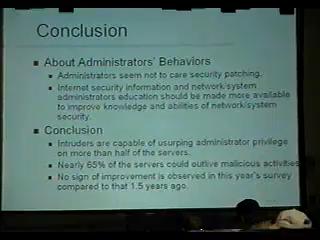 Conclusion
About Administrators' Behaviors
Administrators seem not to care security patching.
Internet security information and network/system
administrators education should be made more available
to improve knowledge and abilities of network/system
security.
Conclusion
Intruders are capable of usurping administrator privilege
on more than half of the servers.
Nearly 65% of the servers could outlive malicious activities
No sign of improvement is observed in this year's survey
compared to that 1.5 years ago.